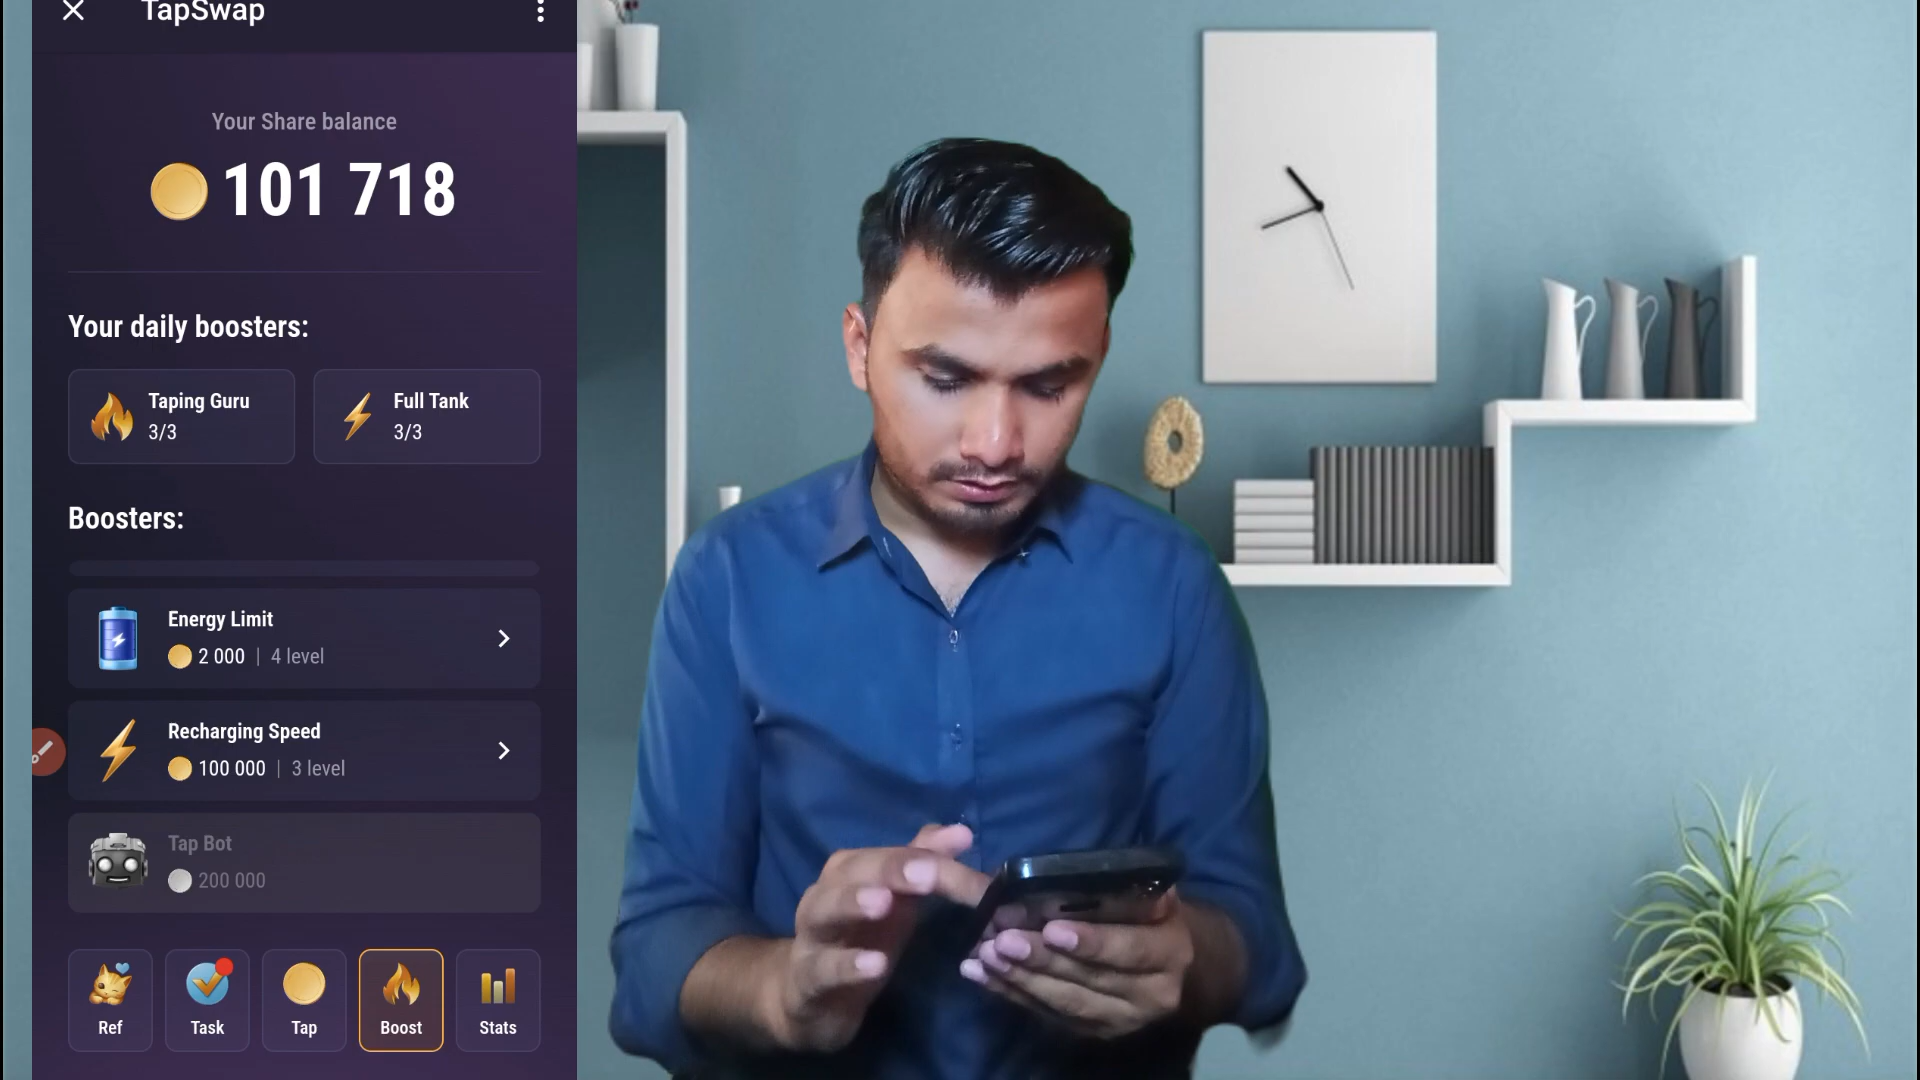 TapSwap
Your Share balance
101 718
Your daily boosters:
Taping Guru
3/3
Full Tank
3/3
Boosters:
Energy Limit
2 000 | 4 level
Recharging Speed
100 000 | 3 level
Tap Bot
200 000
Ref
Task
Tap
Boost
Stats